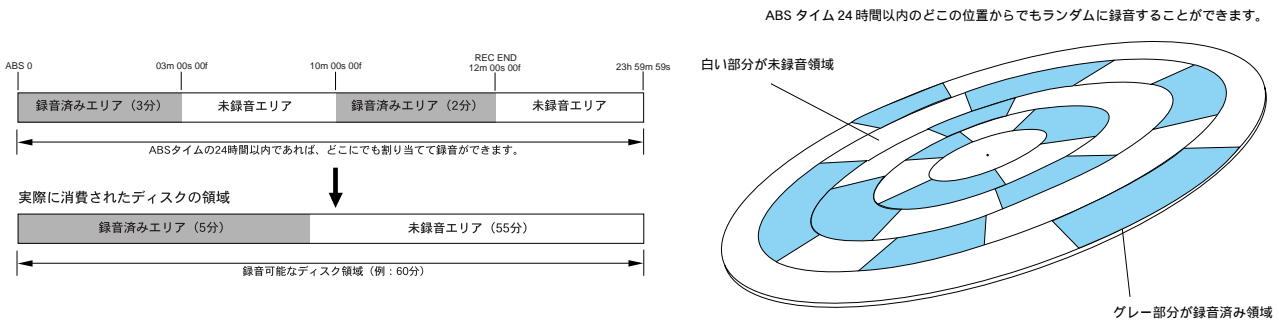 ABS タイム 24 時間以内のどこの位置からでもランダムに録音することができます。
ABS 0
03m 00s 00f
10m 00s 00f
REC END
12m 00s 00f
23h 59m 59s
録音済みエリア（3分）
未録音エリア
録音済みエリア（2分）
未録音エリア
ABSタイムの24時間以内であれば、どこにでも割り当てて録音ができます。
実際に消費されたディスクの領域
録音済みエリア（5分）
未録音エリア（55分）
録音可能なディスク領域（例：60分）
白い部分が未録音領域
グレー部分が録音済み領域